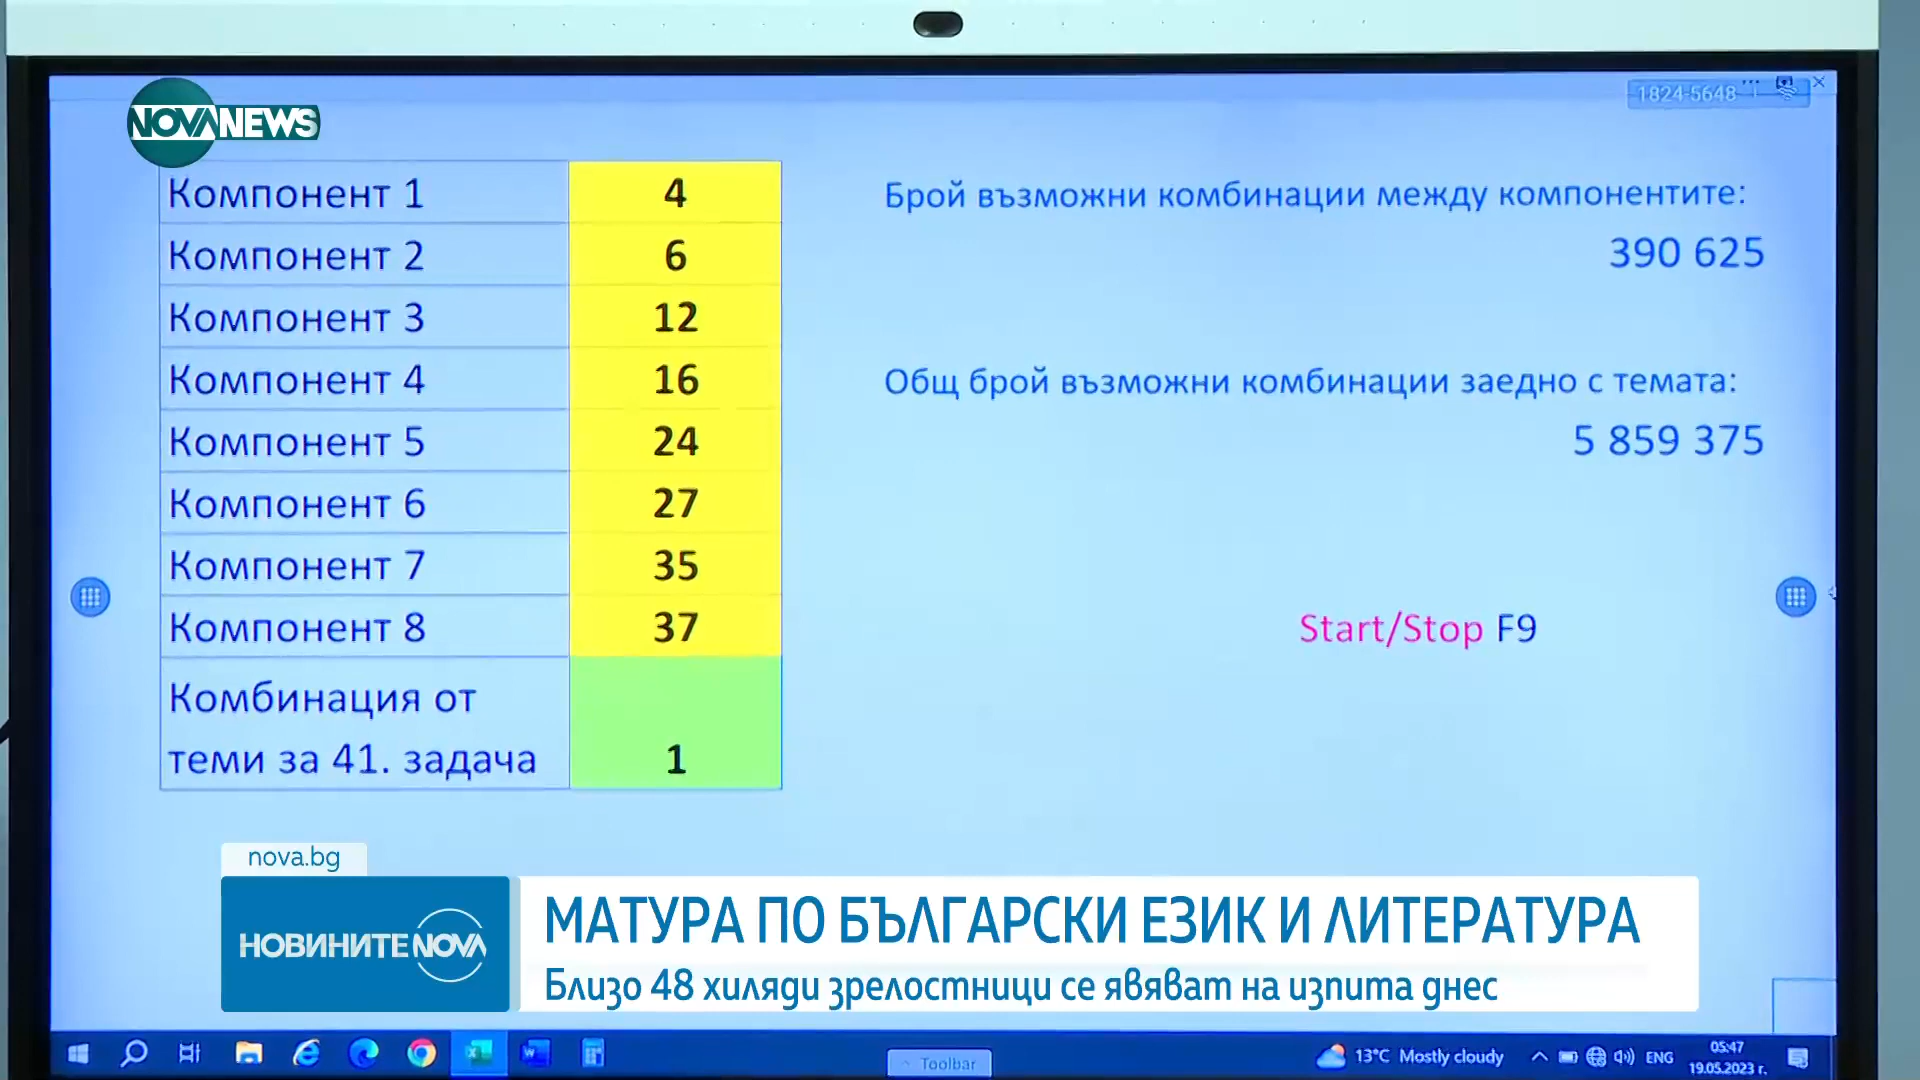 NOVANEWS
1824-5648
Компонент 1 4
Компонент 2 6
Компонент 3 12
Компонент 4 16
Компонент 5 24
Компонент 6 27
Компонент 7 35
Компонент 8 37
Комбинация от
теми за 41. задача 1
Брой възможни комбинации между компонентите:
390 625
Общ брой възможни комбинации заедно с темата:
5 859 375
Start/Stop F9
nova.bg
НОВИНИТЕ NOVA
МАТУРА ПО БЪЛГАРСКИ ЕЗИК И ЛИТЕРАТУРА
Близо 48 хиляди зрелостници се явяват на изпита днес
Toolbar
13°C Mostly cloudy
ENG
05:47
19.05.2023 г.